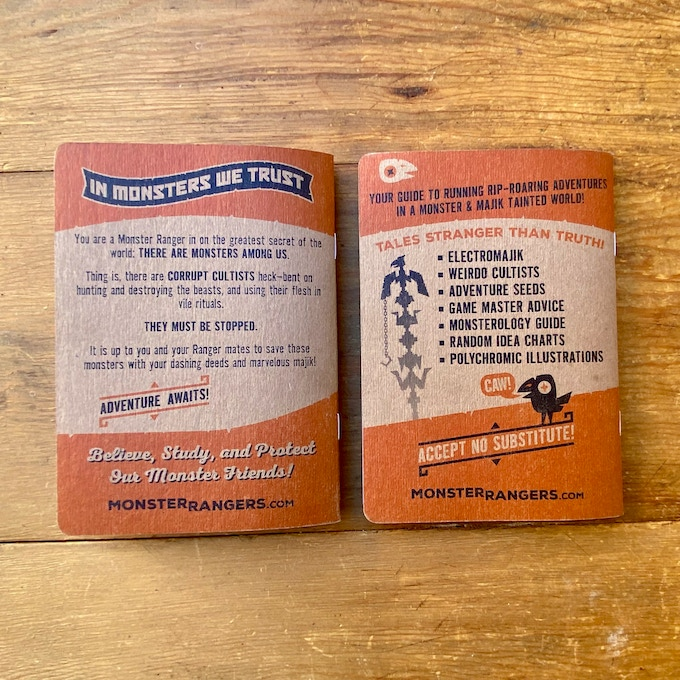 IN MONSTERS WE TRUST
You are a Monster Ranger in on the greatest secret of the
world: THERE ARE MONSTERS AMONG US.
Thing is, there are CORRUPT CULTISTS heck-bent on
hunting and destroying the beasts, and using their flesh in
vile rituals.
THEY MUST BE STOPPED.
It is up to you and your Ranger mates to save these
monsters with your dashing deeds and marvelous majik!
ADVENTURE AWAITS!
Believe, Study, and Protect
Our Monster Friends!
MONSTERRANGERS.COM
YOUR GUIDE TO RUNNING RIP-ROARING ADVENTURES
IN A MONSTER & MAJIK TAINTED WORLD!
TALES STRANGER THAN TRUTH!
▪ ELECTROMAJIK
▪ WEIRDO CULTISTS
▪ ADVENTURE SEEDS
▪ GAME MASTER ADVICE
▪ MONSTEROLOGY GUIDE
▪ RANDOM IDEA CHARTS
▪ POLYCHROMIC ILLUSTRATIONS
CAW!
ACCEPT NO SUBSTITUTE!
MONSTERRANGERS.COM